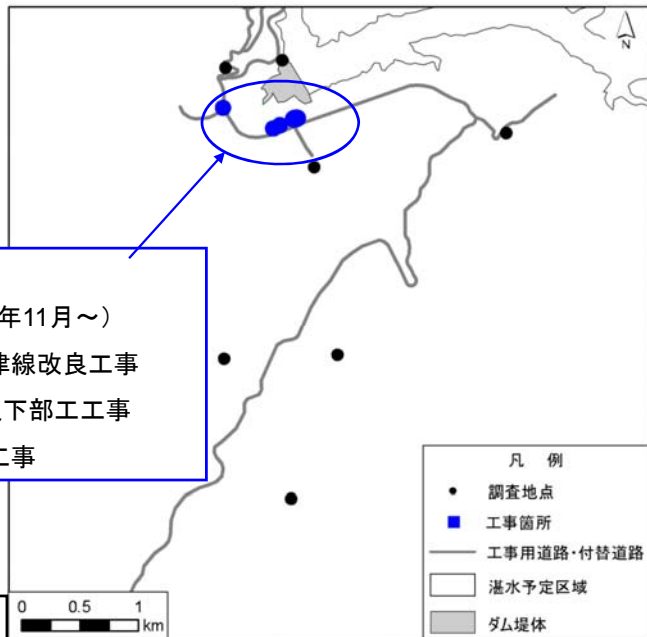 N
年11月～）
津線改良工事
下部工工事
工事
凡 例
調査地点
工事箇所
工事用道路・付替道路
湛水予定区域
ダム堤体
0 0.5 1
km